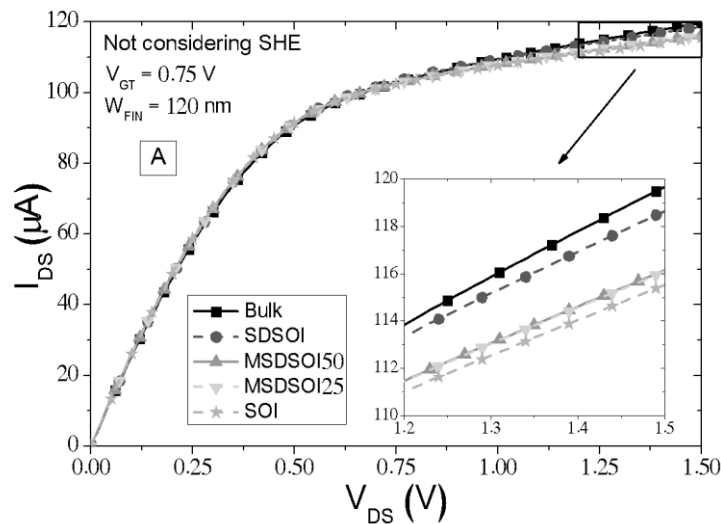 120
100
80
60
40
20
0
I_DS (μA)
Not considering SHE
V_GT = 0.75 V
W_FIN = 120 nm
A
Bulk
SDSOI
MSDSOI50
MSDSOI25
SOI
120
118
116
114
112
110
1.2 1.3 1.4 1.5
0.00 0.25 0.50 0.75 1.00 1.25 1.50
V_DS (V)